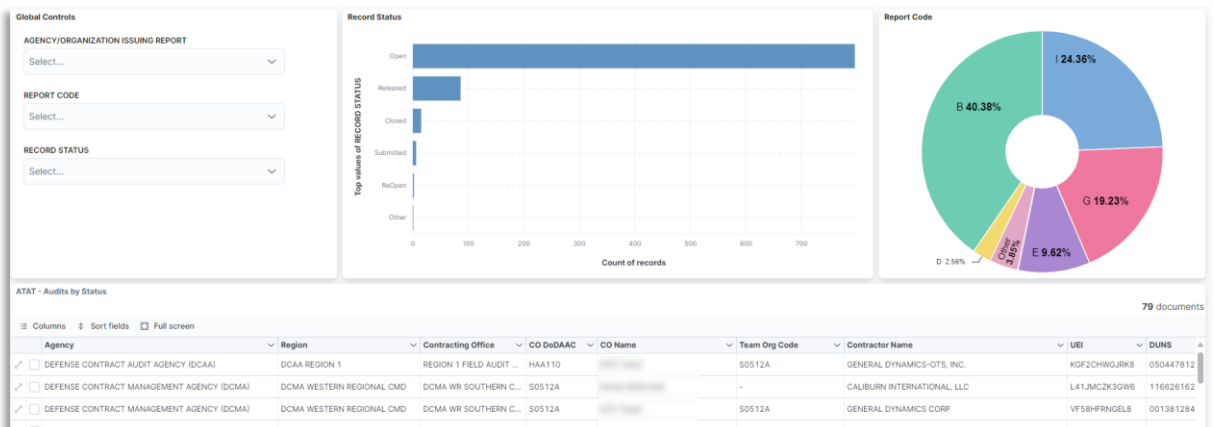 Global Controls
AGENCY/ORGANIZATION ISSUING REPORT
Select...
REPORT CODE
Select...
RECORD STATUS
Select...
Record Status
Top values of RECORD STATUS
Open
Released
Closed
Submitted
ReOpen
Other
0 100 200 300 400 500 600 700
Count of records
Report Code
I 24.36%
B 40.38%
G 19.23%
E 9.62%
Other 3.85%
D 2.56%
ATAT - Audits by Status
79 documents
Columns Sort fields Full screen
Agency Region Contracting Office CO DoDAAC CO Name Team Org Code Contractor Name UEI DUNS
DEFENSE CONTRACT AUDIT AGENCY (DCAA) DCAA REGION 1 REGION 1 FIELD AUDIT ... HAA110 S0512A GENERAL DYNAMICS-OTS, INC. KGF2CHWGJRK8 050447812
DEFENSE CONTRACT MANAGEMENT AGENCY (DCMA) DCMA WESTERN REGIONAL CMD DCMA WR SOUTHERN C... S0512A - CALIBURN INTERNATIONAL, LLC L41JMCZK3GW6 116626162
DEFENSE CONTRACT MANAGEMENT AGENCY (DCMA) DCMA WESTERN REGIONAL CMD DCMA WR SOUTHERN C... S0512A S0512A GENERAL DYNAMICS CORP VF58HFRNGEL8 001381284